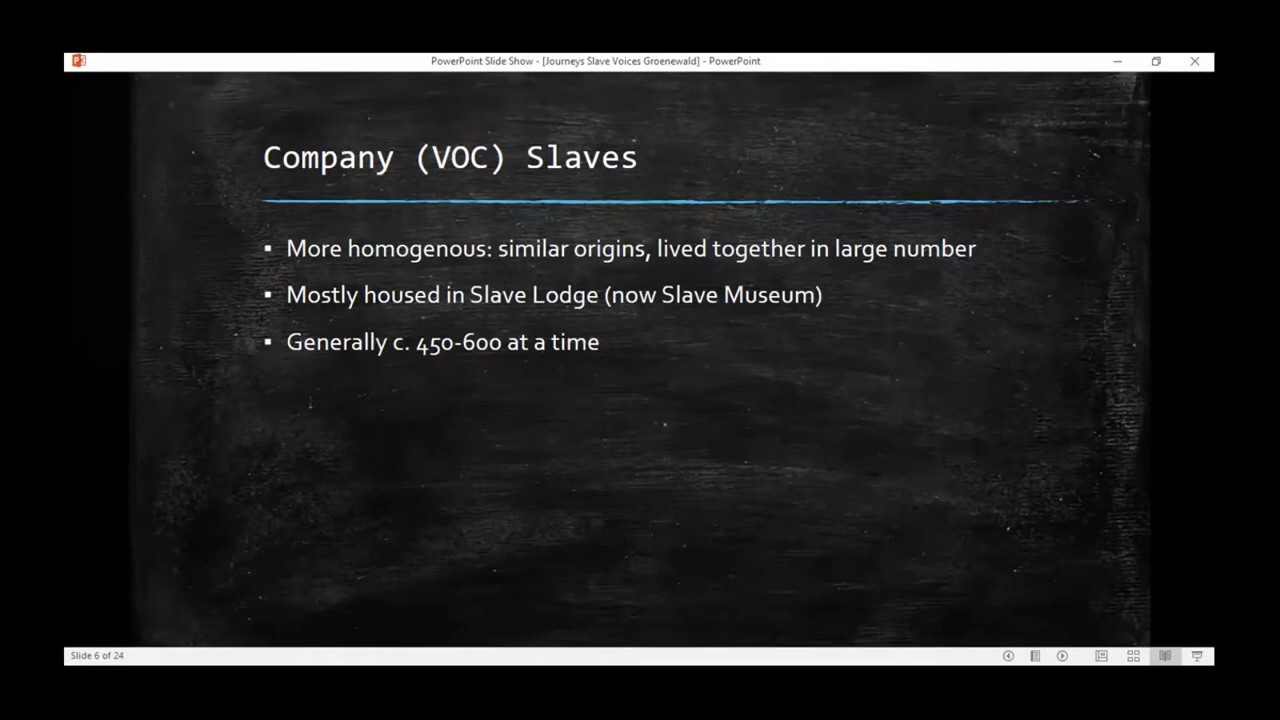 PowerPoint Slide Show - [Journeys Slave Voices Groenewald] - PowerPoint
Company (VOC) Slaves
▪ More homogenous: similar origins, lived together in large number
▪ Mostly housed in Slave Lodge (now Slave Museum)
▪ Generally c. 450-600 at a time
Slide 6 of 24